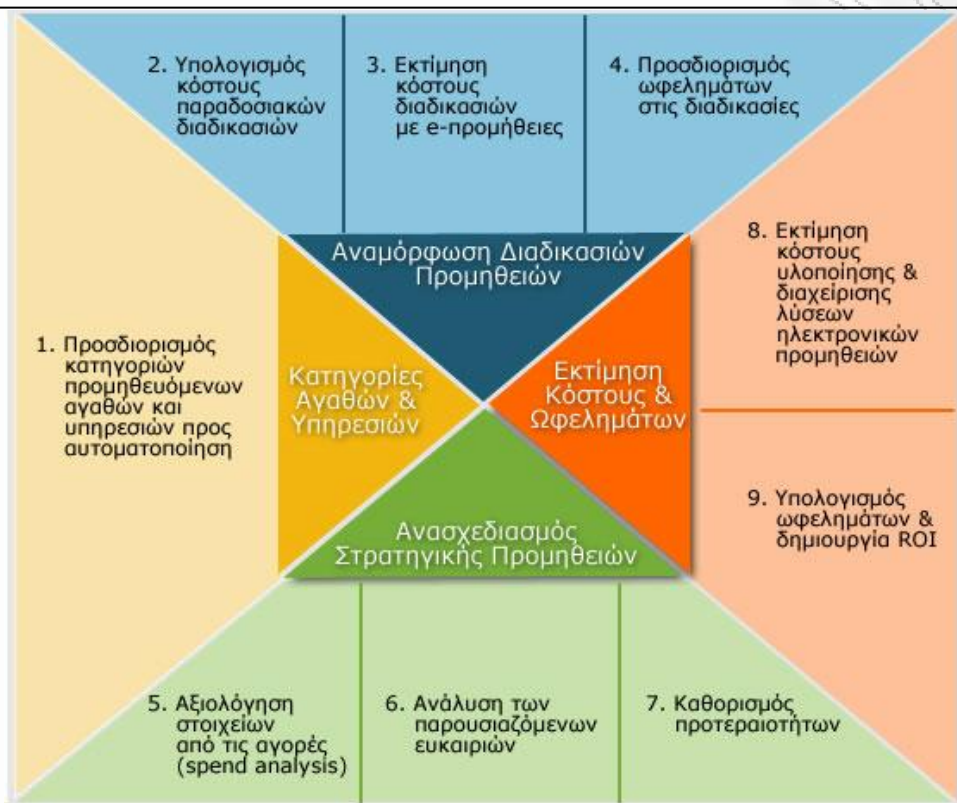 2. Υπολογισμός
κόστους
παραδοσιακών
διαδικασιών
3. Εκτίμηση
κόστους
διαδικασιών
με e-προμήθειες
4. Προσδιορισμός
ωφελημάτων
στις διαδικασίες
Αναμόρφωση Διαδικασιών
Προμηθειών
1. Προσδιορισμός
κατηγοριών
προμηθευόμενων
αγαθών και
υπηρεσιών προς
αυτοματοποίηση
Κατηγορίες
Αγαθών &
Υπηρεσιών
Εκτίμηση
Κόστους &
Ωφελημάτων
8. Εκτίμηση
κόστους
υλοποίησης &
διαχείρισης
λύσεων
ηλεκτρονικών
προμηθειών
9. Υπολογισμός
ωφελημάτων &
δημιουργία ROI
Ανασχεδιασμός
Στρατηγικής Προμηθειών
5. Αξιολόγηση
στοιχείων
από τις αγορές
(spend analysis)
6. Ανάλυση των
παρουσιαζόμενων
ευκαιριών
7. Καθορισμός
προτεραιοτήτων